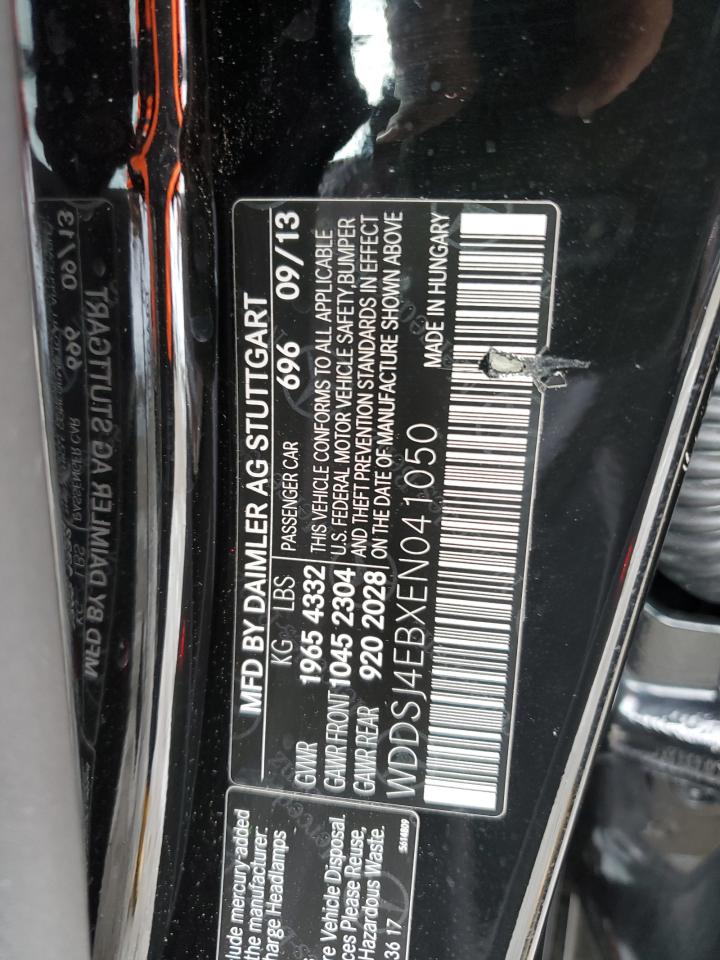 MFD BY DAIMLER AG STUTTGART
KG LBS PASSENGER CAR 696 09/13
GVWR 1965 4332 THIS VEHICLE CONFORMS TO ALL APPLICABLE
GAWR FRONT 1045 2304 U.S. FEDERAL MOTOR VEHICLE SAFETY,BUMPER
GAWR REAR 920 2028 AND THEFT PREVENTION STANDARDS IN EFFECT
ON THE DATE OF MANUFACTURE SHOWN ABOVE
WDDSJ4EBXEN041050 MADE IN HUNGARY
mercury-added
the manufacturer.
Headlamps
Vehicle Disposal.
Please Reuse,
Hazardous Waste.
36 17